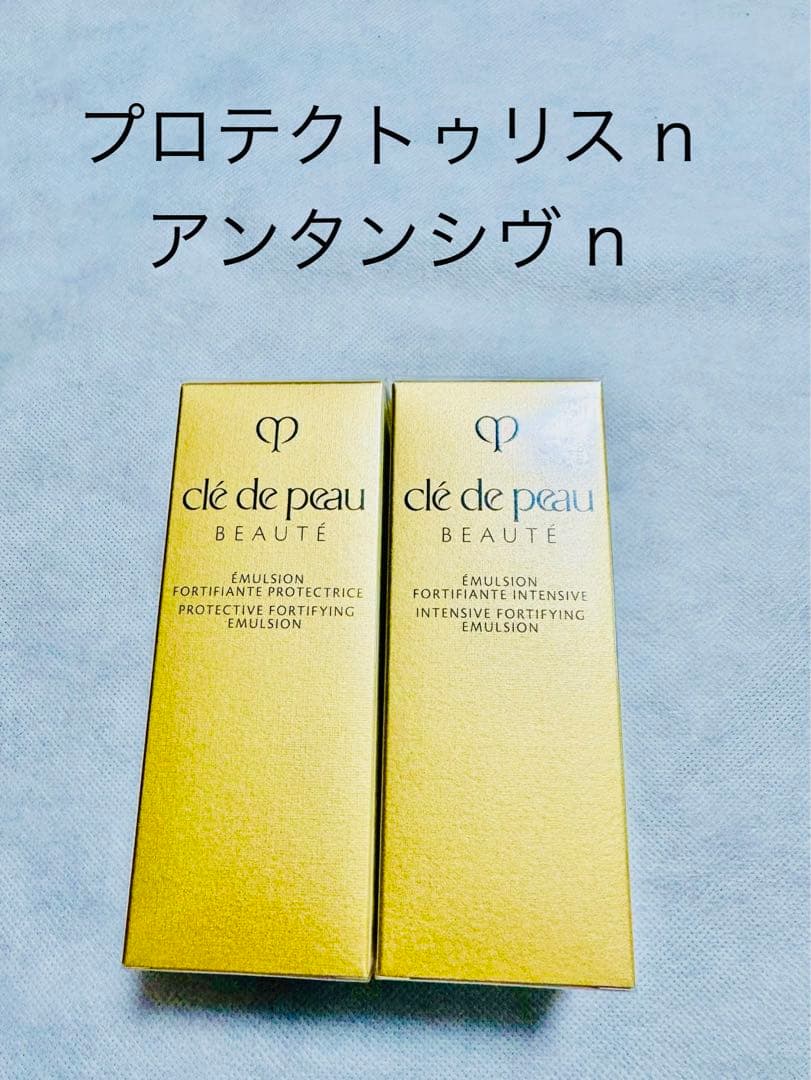 プロテクトゥリス n
アンタンシヴ n
clé de peau
BEAUTÉ
ÉMULSION
FORTIFIANTE PROTECTRICE
PROTECTIVE FORTIFYING
EMULSION
clé de peau
BEAUTÉ
ÉMULSION
FORTIFIANTE INTENSIVE
INTENSIVE FORTIFYING
EMULSION